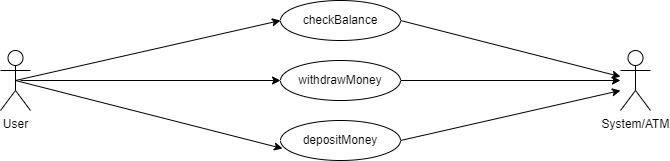 checkBalance
withdrawMoney
User
System/ATM
depositMoney